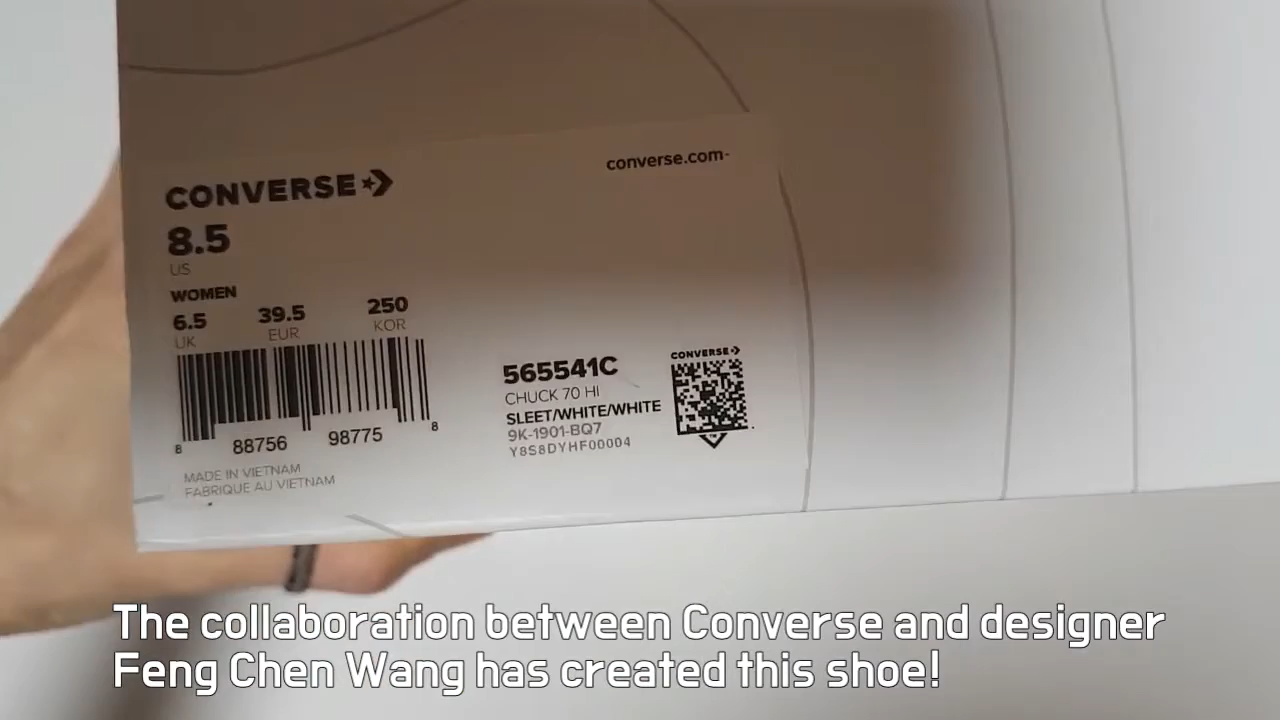 CONVERSE
converse.com
8.5
US
WOMEN
6.5 39.5 250
UK EUR KOR
8 88756 98775 8
MADE IN VIETNAM
FABRIQUE AU VIETNAM
565541C
CHUCK 70 HI
SLEET/WHITE/WHITE
9K-1901-BQ7
Y8S8DYHF00004
CONVERSE
The collaboration between Converse and designer
Feng Chen Wang has created this shoe!